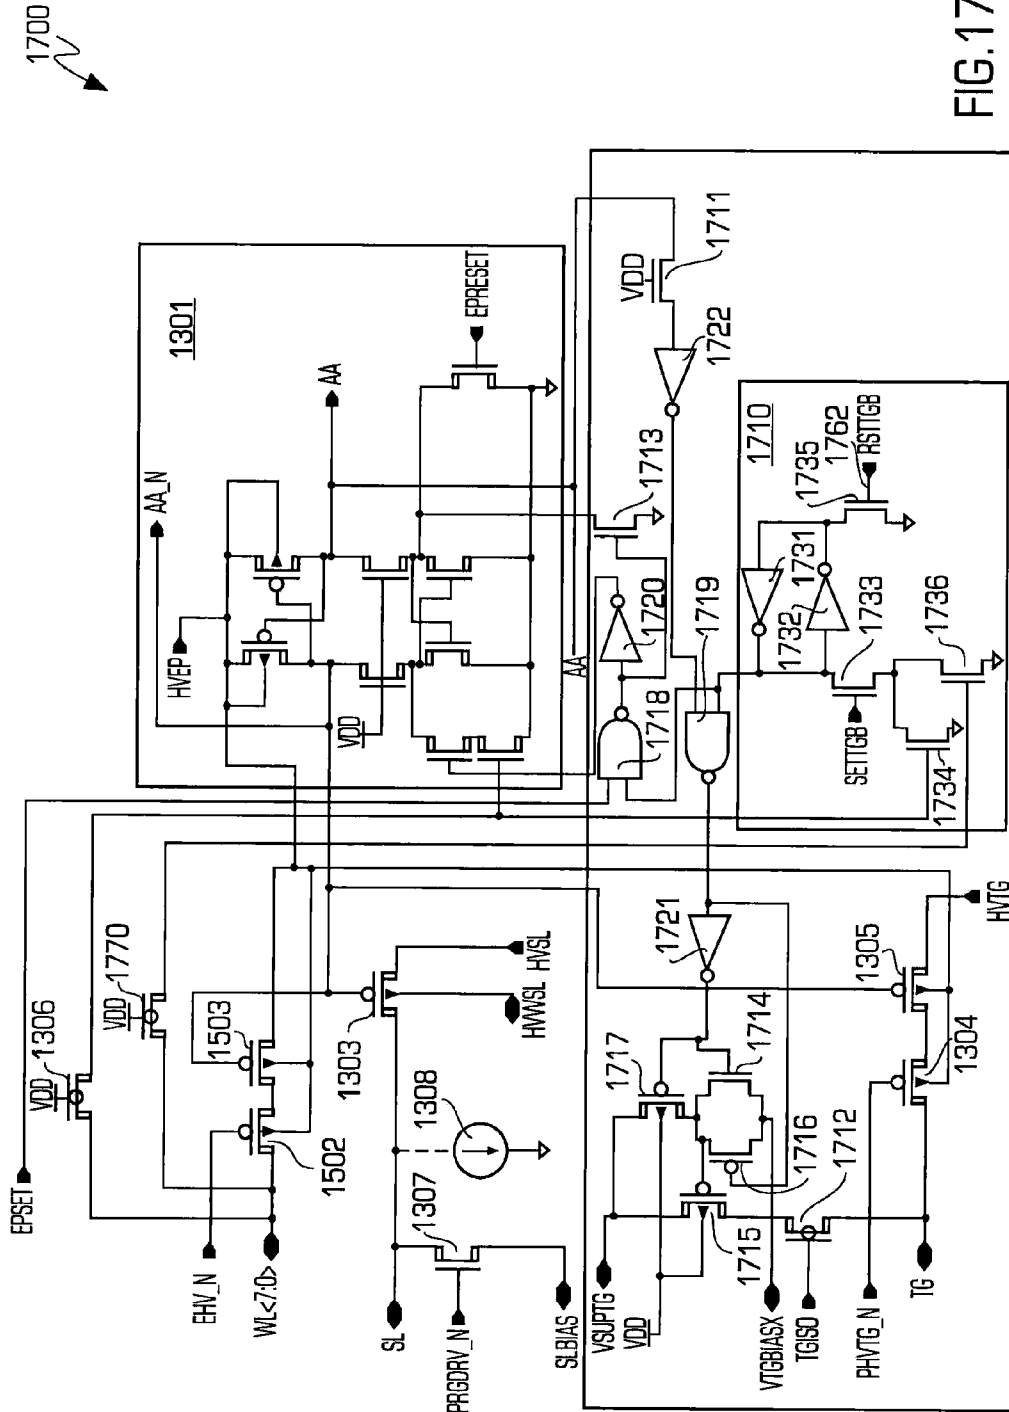 1700
FIG.17
1301
EPRESET
AA
AA_N
HVEP
VDD
AA
VDD
1711
1722
1713
1720
1719
1718
1710
1735
1762
RSTTGB
1731
1732
1733
1736
SETTGB
1734
1306
VDD
1770
VDD
1503
1502
1303
HVSL
HVWSL
1308
1307
EPSET
EHV_N
WL<7:0>
SL
PRGDRV_N
SLBIAS
1721
1717
1714
1716
1712
1715
VSUPTG
VDD
VTGBIASX
TGISO
PHVTG_N
TG
1305
1304
HVTG